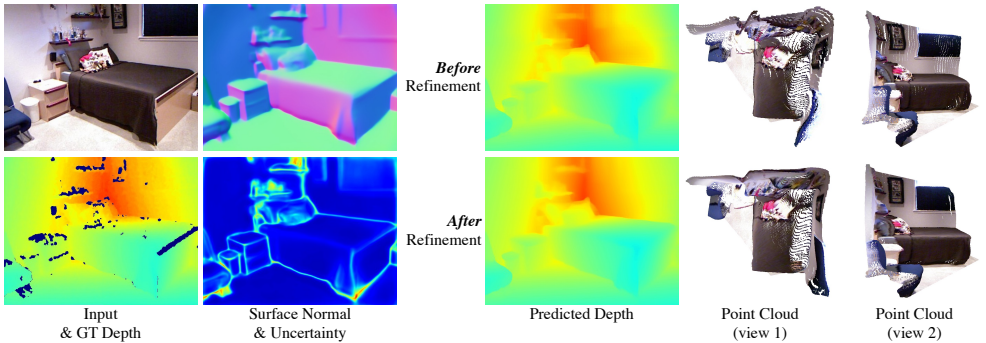 Before
Refinement
After
Refinement
Input
& GT Depth
Surface Normal
& Uncertainty
Predicted Depth
Point Cloud
(view 1)
Point Cloud
(view 2)